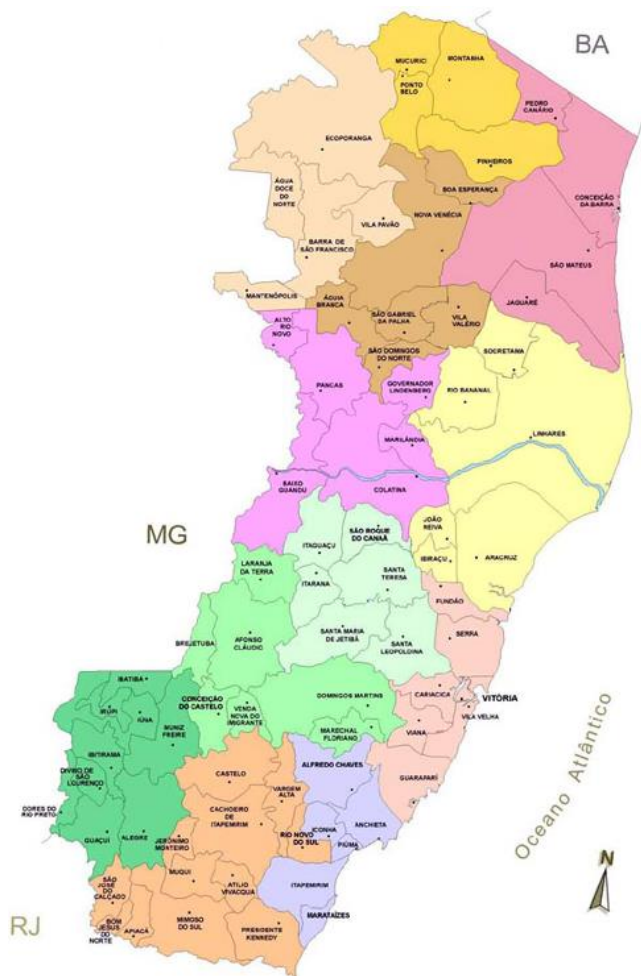 BA
MUCURICI
MONTANHA
PONTO
BELO
PEDRO
CANÁRIO
ECOPORANGA
PINHEIROS
ÁGUA
DOCE DO
NORTE
BOA ESPERANÇA
CONCEIÇÃO
DA BARRA
VILA PAVÃO
NOVA VENÉCIA
BARRA DE
SÃO FRANCISCO
SÃO MATEUS
MANTENÓPOLIS
ÁGUIA
BRANCA
JAGUARÉ
ALTO
RIO
NOVO
SÃO GABRIEL
DA PALHA
VILA
VALÉRIO
SÃO DOMINGOS
DO NORTE
SOORETAMA
PANCAS
GOVERNADOR
LINDENBERG
RIO BANANAL
MARILÂNDIA
LINHARES
BAIXO
GUANDU
COLATINA
MG
SÃO ROQUE
DO CANAÃ
JOÃO
NEIVA
ITAGUAÇU
IBIRAÇU
ARACRUZ
LARANJA
DA TERRA
ITARANA
SANTA
TERESA
FUNDÃO
BREJETUBA
AFONSO
CLÁUDIO
SANTA MARIA
DE JETIBÁ
SANTA
LEOPOLDINA
SERRA
IBATIBA
CONCEIÇÃO
DO CASTELO
VENDA
NOVA DO
IMIGRANTE
DOMINGOS MARTINS
CARIACICA
VITÓRIA
VILA VELHA
IRUPI
IÚNA
MUNIZ
FREIRE
MARECHAL
FLORIANO
VIANA
IBITIRAMA
ALFREDO CHAVES
GUARAPARÍ
DIVINO DE
SÃO
LOURENÇO
CASTELO
VARGEM
ALTA
DORES DO
RIO PRETO
CACHOEIRO
DE
ITAPEMIRIM
ANCHIETA
GUAÇUÍ
ALEGRE
JERÔNIMO
MONTEIRO
RIO NOVO
DO SUL
ICONHA
PIÚMA
Oceano Atlântico
SÃO
JOSÉ DO
CALÇADO
MUQUI
ATÍLIO
VIVACQUA
ITAPEMIRIM
N
RJ
BOM
JESUS DO
NORTE
APIACÁ
MIMOSO
DO SUL
PRESIDENTE
KENNEDY
MARATAÍZES